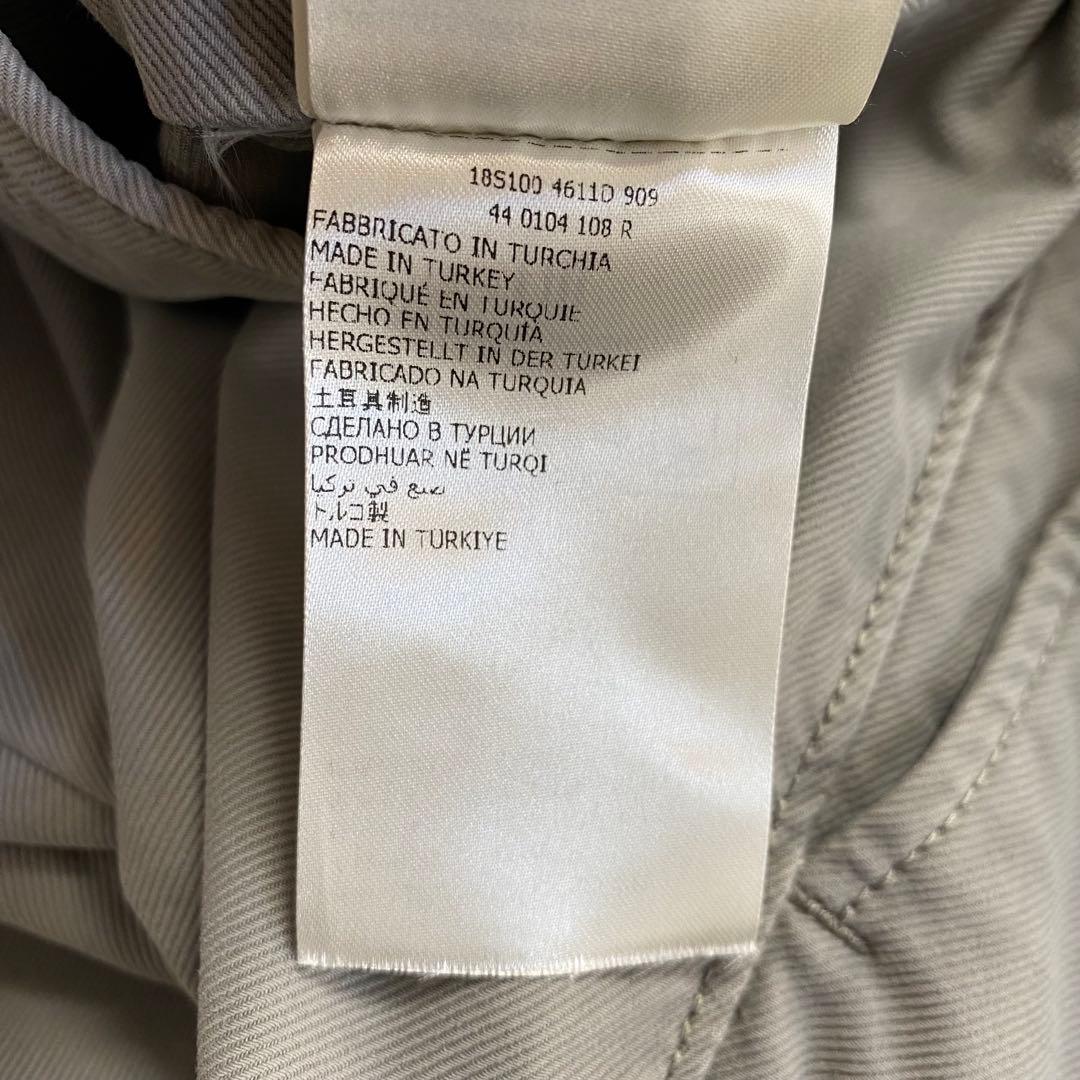 18S100 4611D 909
44 0104 108 R
FABBRICATO IN TURCHIA
MADE IN TURKEY
FABRIQUÉ EN TURQUIE
HECHO EN TURQUÍA
HERGESTELLT IN DER TURKEI
FABRICADO NA TURQUIA
土耳其制造
СДЕЛАНО В ТУРЦИИ
PRODHUAR NË TURQI
صنع في تركيا
トルコ製
MADE IN TURKIYE